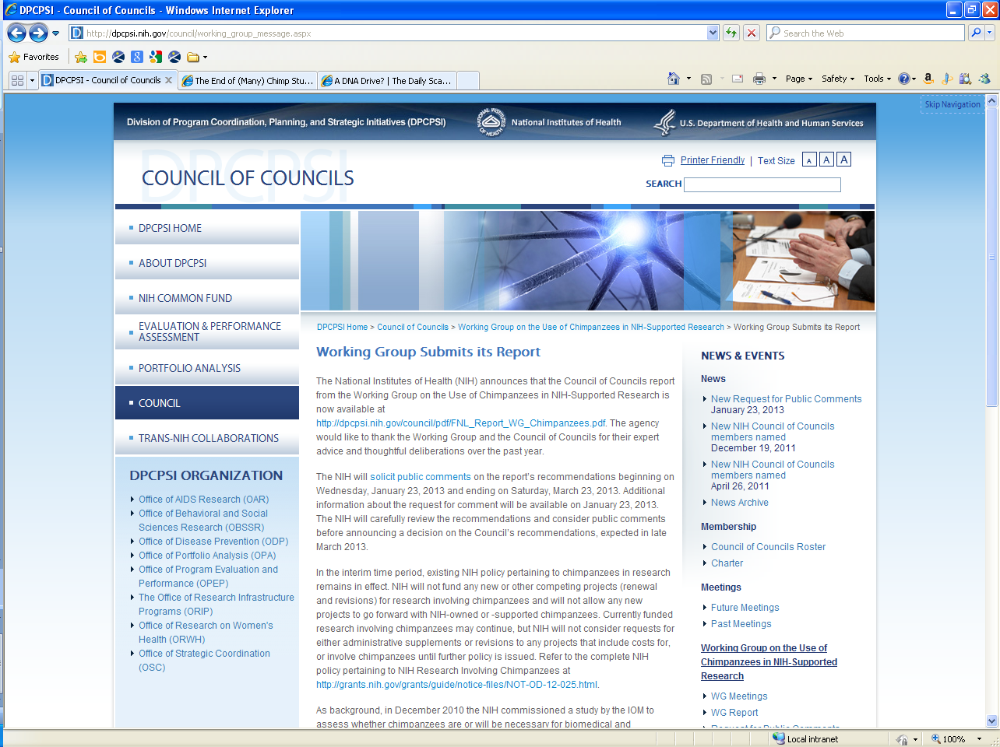 DPCPSI - Council of Councils - Windows Internet Explorer
http://dpcpsi.nih.gov/council/working_group_message.aspx
Search the Web
Favorites
DPCPSI - Council of Councils
The End of (Many) Chimp Stu...
A DNA Drive? | The Daily Sca...
Page
Safety
Tools
Skip Navigation
Division of Program Coordination, Planning, and Strategic Initiatives (DPCPSI)
National Institutes of Health
U.S. Department of Health and Human Services
DPCPSI
COUNCIL OF COUNCILS
Printer Friendly | Text Size A A A
SEARCH
DPCPSI HOME
ABOUT DPCPSI
NIH COMMON FUND
EVALUATION & PERFORMANCE
ASSESSMENT
PORTFOLIO ANALYSIS
COUNCIL
TRANS-NIH COLLABORATIONS
DPCPSI ORGANIZATION
Office of AIDS Research (OAR)
Office of Behavioral and Social
Sciences Research (OBSSR)
Office of Disease Prevention (ODP)
Office of Portfolio Analysis (OPA)
Office of Program Evaluation and
Performance (OPEP)
The Office of Research Infrastructure
Programs (ORIP)
Office of Research on Women's
Health (ORWH)
Office of Strategic Coordination
(OSC)
DPCPSI Home > Council of Councils > Working Group on the Use of Chimpanzees in NIH-Supported Research > Working Group Submits its Report
Working Group Submits its Report
The National Institutes of Health (NIH) announces that the Council of Councils report
from the Working Group on the Use of Chimpanzees in NIH-Supported Research is
now available at
http://dpcpsi.nih.gov/council/pdf/FNL_Report_WG_Chimpanzees.pdf. The agency
would like to thank the Working Group and the Council of Councils for their expert
advice and thoughtful deliberations over the past year.
The NIH will solicit public comments on the report's recommendations beginning on
Wednesday, January 23, 2013 and ending on Saturday, March 23, 2013. Additional
information about the request for comment will be available on January 23, 2013.
The NIH will carefully review the recommendations and consider public comments
before announcing a decision on the Council's recommendations, expected in late
March 2013.
In the interim time period, existing NIH policy pertaining to chimpanzees in research
remains in effect. NIH will not fund any new or other competing projects (renewal
and revisions) for research involving chimpanzees and will not allow any new
projects to go forward with NIH-owned or -supported chimpanzees. Currently funded
research involving chimpanzees may continue, but NIH will not consider requests for
either administrative supplements or revisions to any projects that include costs for,
or involve chimpanzees until further policy is issued. Refer to the complete NIH
policy pertaining to NIH Research Involving Chimpanzees at
http://grants.nih.gov/grants/guide/notice-files/NOT-OD-12-025.html.
As background, in December 2010 the NIH commissioned a study by the IOM to
assess whether chimpanzees are or will be necessary for biomedical and
NEWS & EVENTS
News
New Request for Public Comments
January 23, 2013
New NIH Council of Councils
members named
December 19, 2011
New NIH Council of Councils
members named
April 26, 2011
News Archive
Membership
Council of Councils Roster
Charter
Meetings
Future Meetings
Past Meetings
Working Group on the Use of
Chimpanzees in NIH-Supported
Research
WG Meetings
WG Report
Request for Public Comments
Local intranet
100%